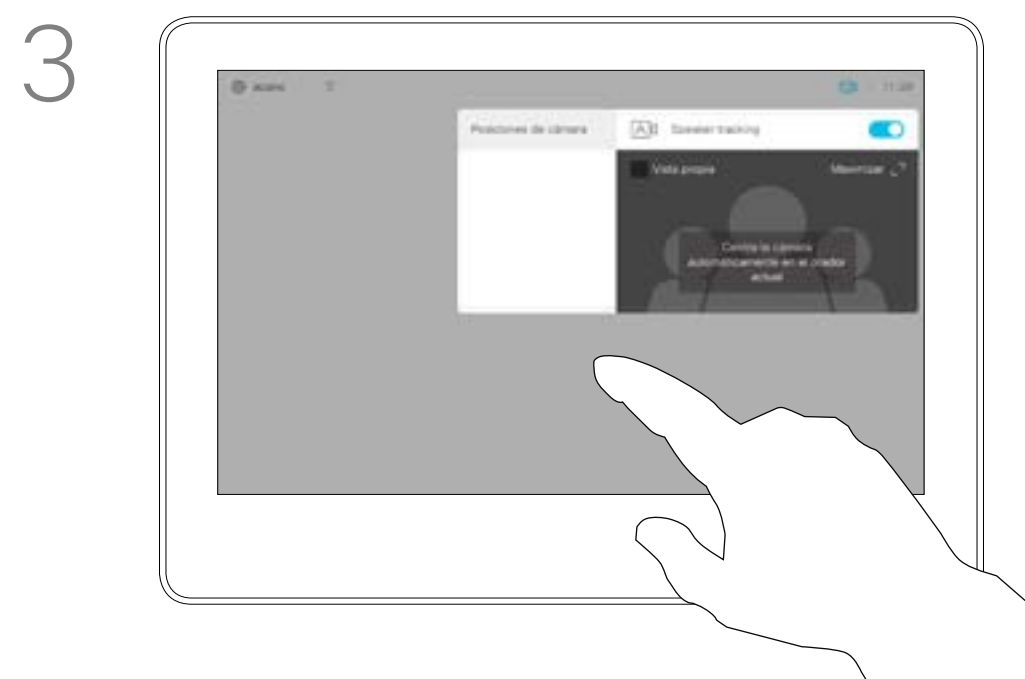 3
Posiciones de cámara
Speaker tracking
Vista propia
Maximizar
Centra la cámara
automáticamente en el orador
actual